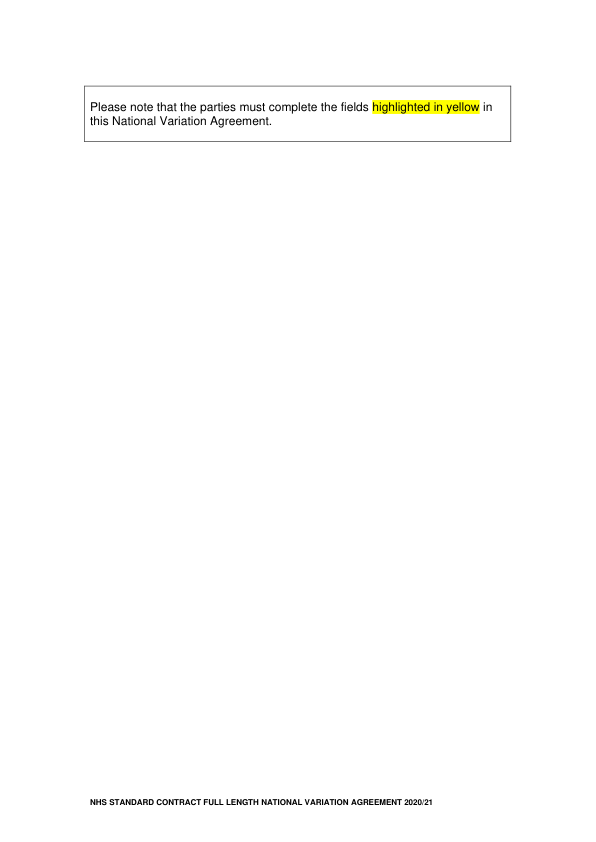 Please note that the parties must complete the fields highlighted in yellow in
this National Variation Agreement.
NHS STANDARD CONTRACT FULL LENGTH NATIONAL VARIATION AGREEMENT 2020/21